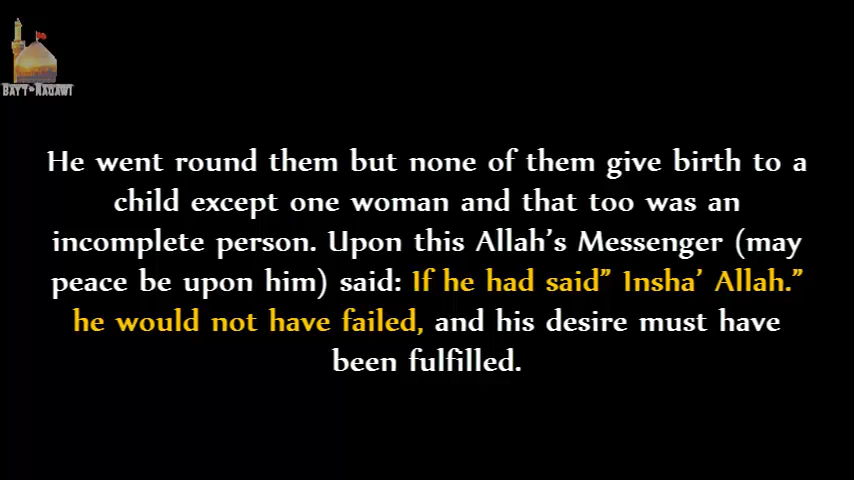 BAYT-NAQAWI
He went round them but none of them give birth to a
child except one woman and that too was an
incomplete person. Upon this Allah's Messenger (may
peace be upon him) said: If he had said” Insha’ Allah.”
he would not have failed, and his desire must have
been fulfilled.